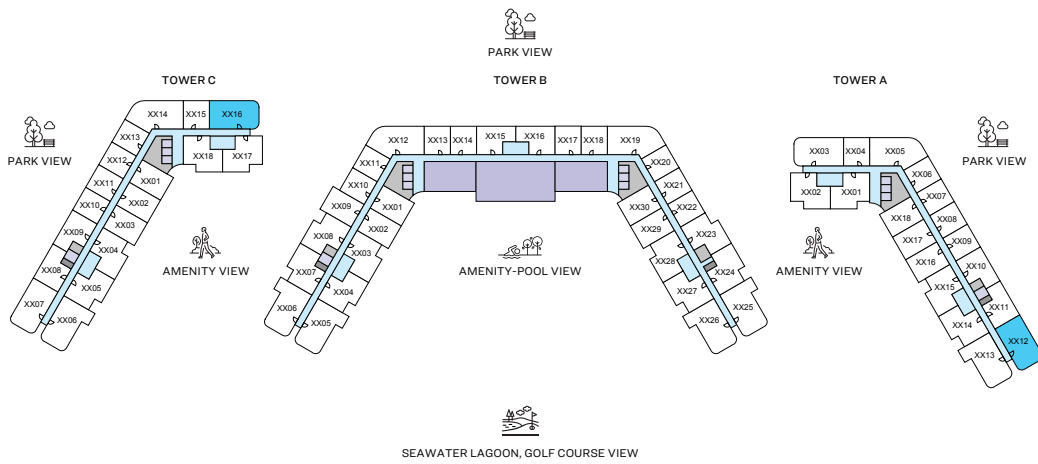 PARK VIEW
TOWER C
TOWER B
TOWER A
PARK VIEW
PARK VIEW
XX14
XX15
XX16
XX13
XX12
XX11
XX10
XX09
XX08
XX07
XX06
XX05
XX04
XX03
XX02
XX01
XX18
XX17
AMENITY VIEW
XX12
XX13
XX14
XX15
XX16
XX17
XX18
XX19
XX11
XX10
XX09
XX08
XX07
XX06
XX05
XX04
XX03
XX02
XX01
XX20
XX21
XX22
XX23
XX24
XX25
XX26
XX27
XX28
XX29
XX30
AMENITY-POOL VIEW
XX03
XX04
XX05
XX02
XX01
XX06
XX07
XX08
XX09
XX10
XX11
XX12
XX13
XX14
XX15
XX16
XX17
XX18
AMENITY VIEW
SEAWATER LAGOON, GOLF COURSE VIEW